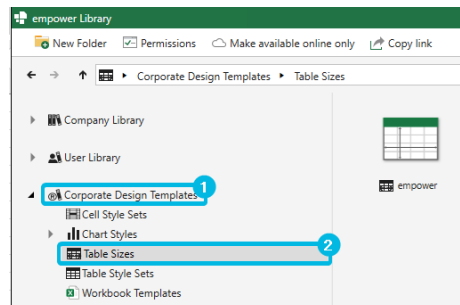 empower Library
New Folder Permissions Make available online only Copy link
Corporate Design Templates Table Sizes
Company Library
User Library
Corporate Design Templates 1
Cell Style Sets
Chart Styles
Table Sizes 2
Table Style Sets
Workbook Templates
empower